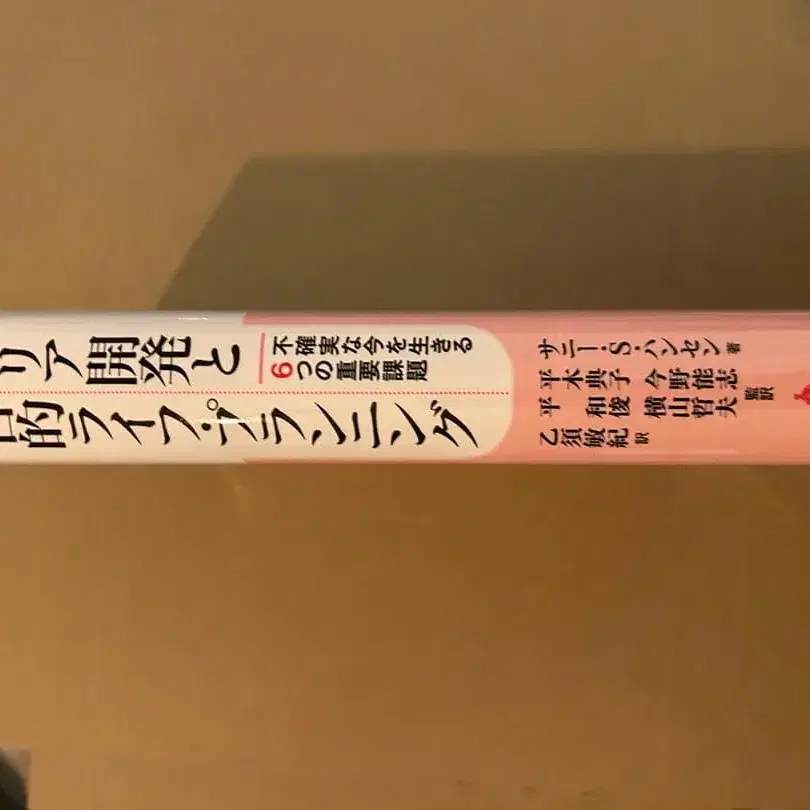 リア開発と
的ライフ・プランニング
不確実な今を生きる
6つの重要課題
サニー・S・ハンセン 著
平木典子 今野能志
平和俊 横山哲夫 監訳
乙須敏紀 訳